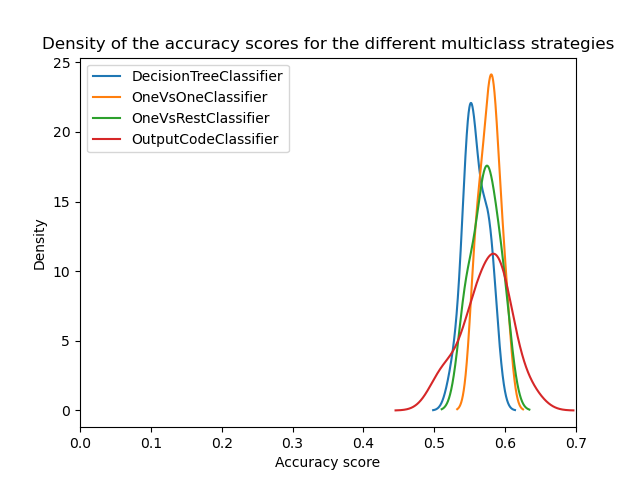 Density of the accuracy scores for the different multiclass strategies
25
20
15
10
5
0
Density
DecisionTreeClassifier
OneVsOneClassifier
OneVsRestClassifier
OutputCodeClassifier
0.0 0.1 0.2 0.3 0.4 0.5 0.6 0.7
Accuracy score